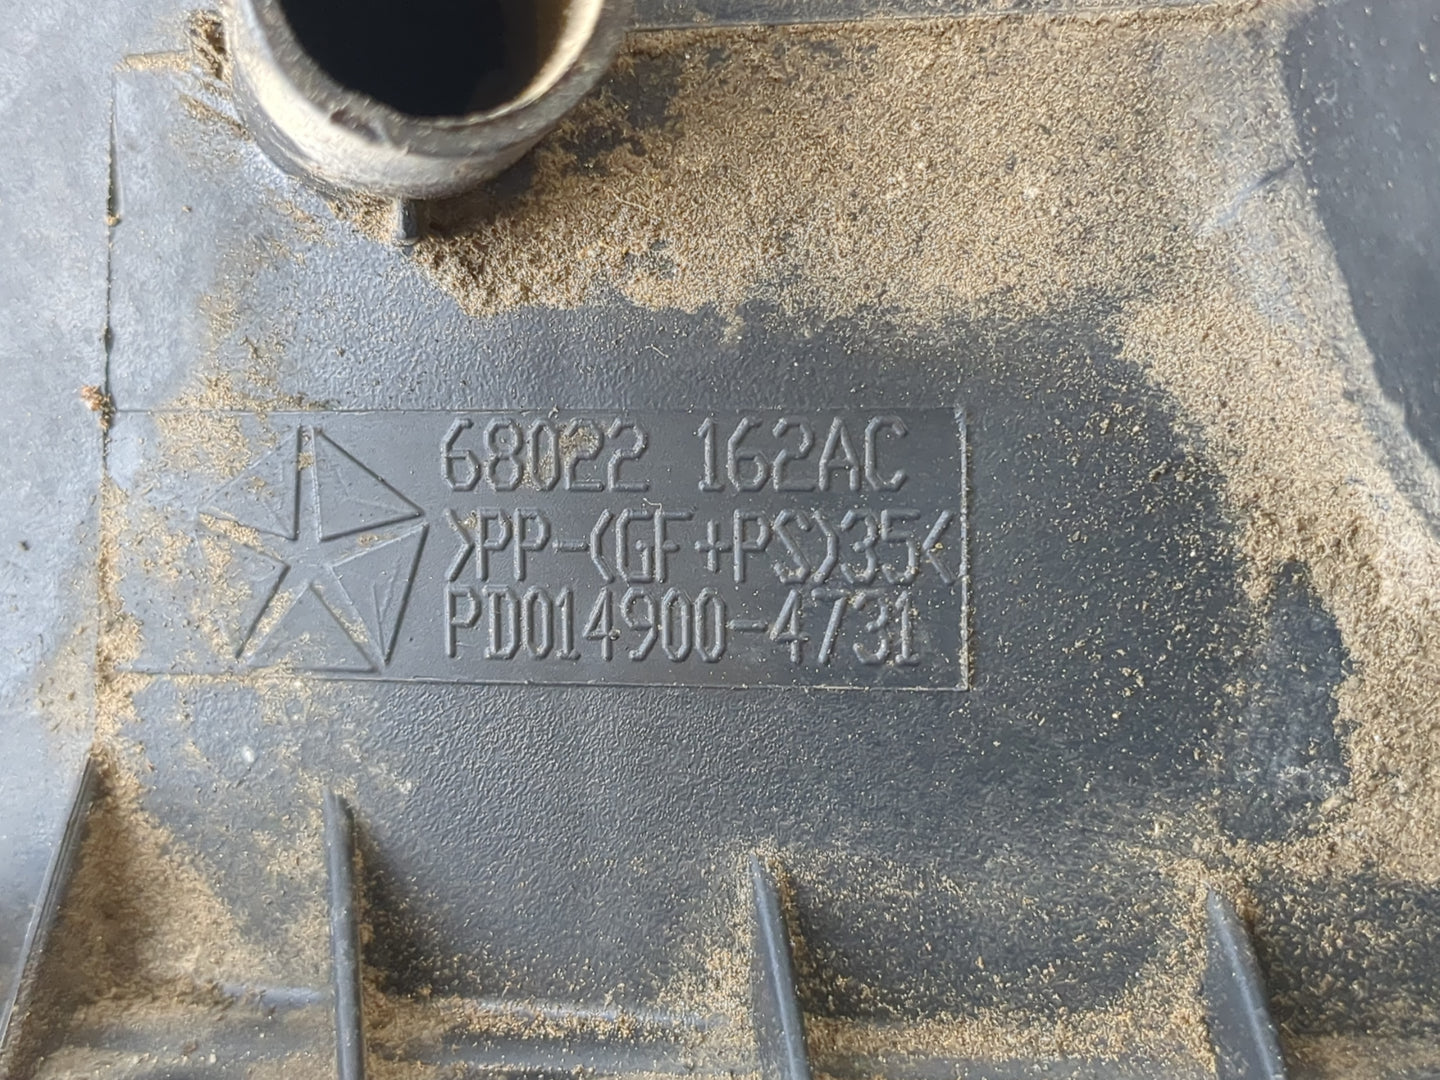 68022 162AC
>PP-(GF+PS)35<
PD014900-4731